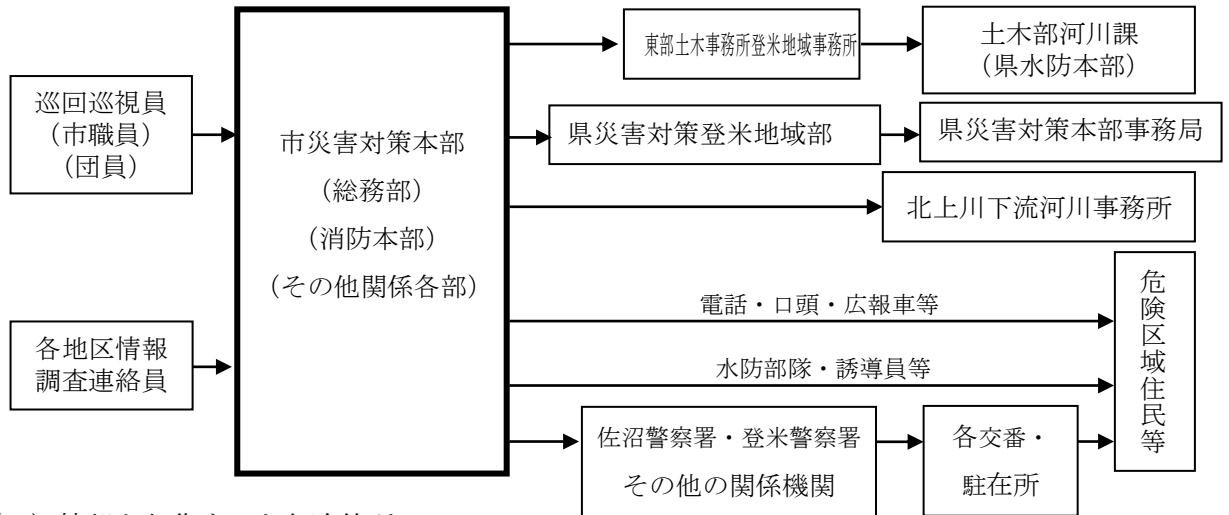 巡回巡視員
（市職員）
（団員）
各地区情報
調査連絡員
市災害対策本部
（総務部）
（消防本部）
（その他関係各部）
東部土木事務所登米地域事務所
土木部河川課
（県水防本部）
県災害対策登米地域部
県災害対策本部事務局
北上川下流河川事務所
電話・口頭・広報車等
水防部隊・誘導員等
佐沼警察署・登米警察署
その他の関係機関
各交番・
駐在所
危険区域住民等